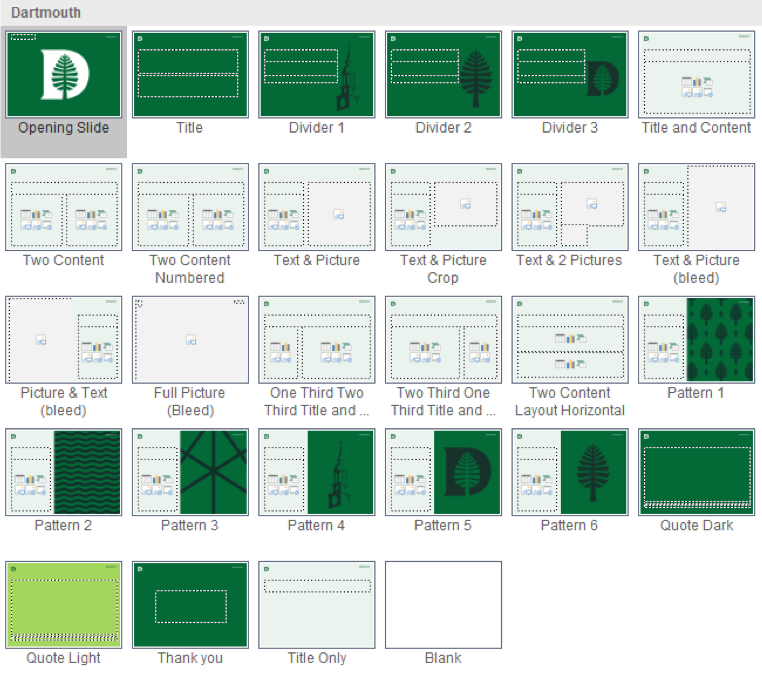 Dartmouth
D
Opening Slide
Title
Divider 1
Divider 2
Divider 3
Title and Content
Two Content
Two Content
Numbered
Text & Picture
Text & Picture
Crop
Text & 2 Pictures
Text & Picture
(bleed)
Picture & Text
(bleed)
Full Picture
(Bleed)
One Third Two
Third Title and ...
Two Third One
Third Title and ...
Two Content
Layout Horizontal
Pattern 1
Pattern 2
Pattern 3
Pattern 4
Pattern 5
Pattern 6
Quote Dark
Quote Light
Thank you
Title Only
Blank